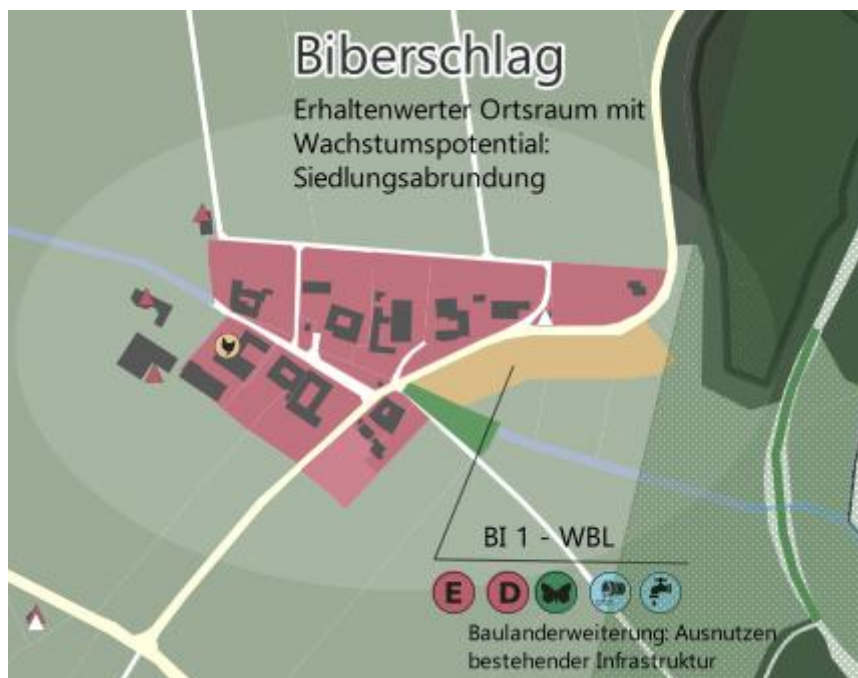 Biberschlag
Erhaltenwerter Ortsraum mit
Wachstumspotential:
Siedlungsabrundung
BI 1 - WBL
E D
Baulanderweiterung: Ausnutzen
bestehender Infrastruktur